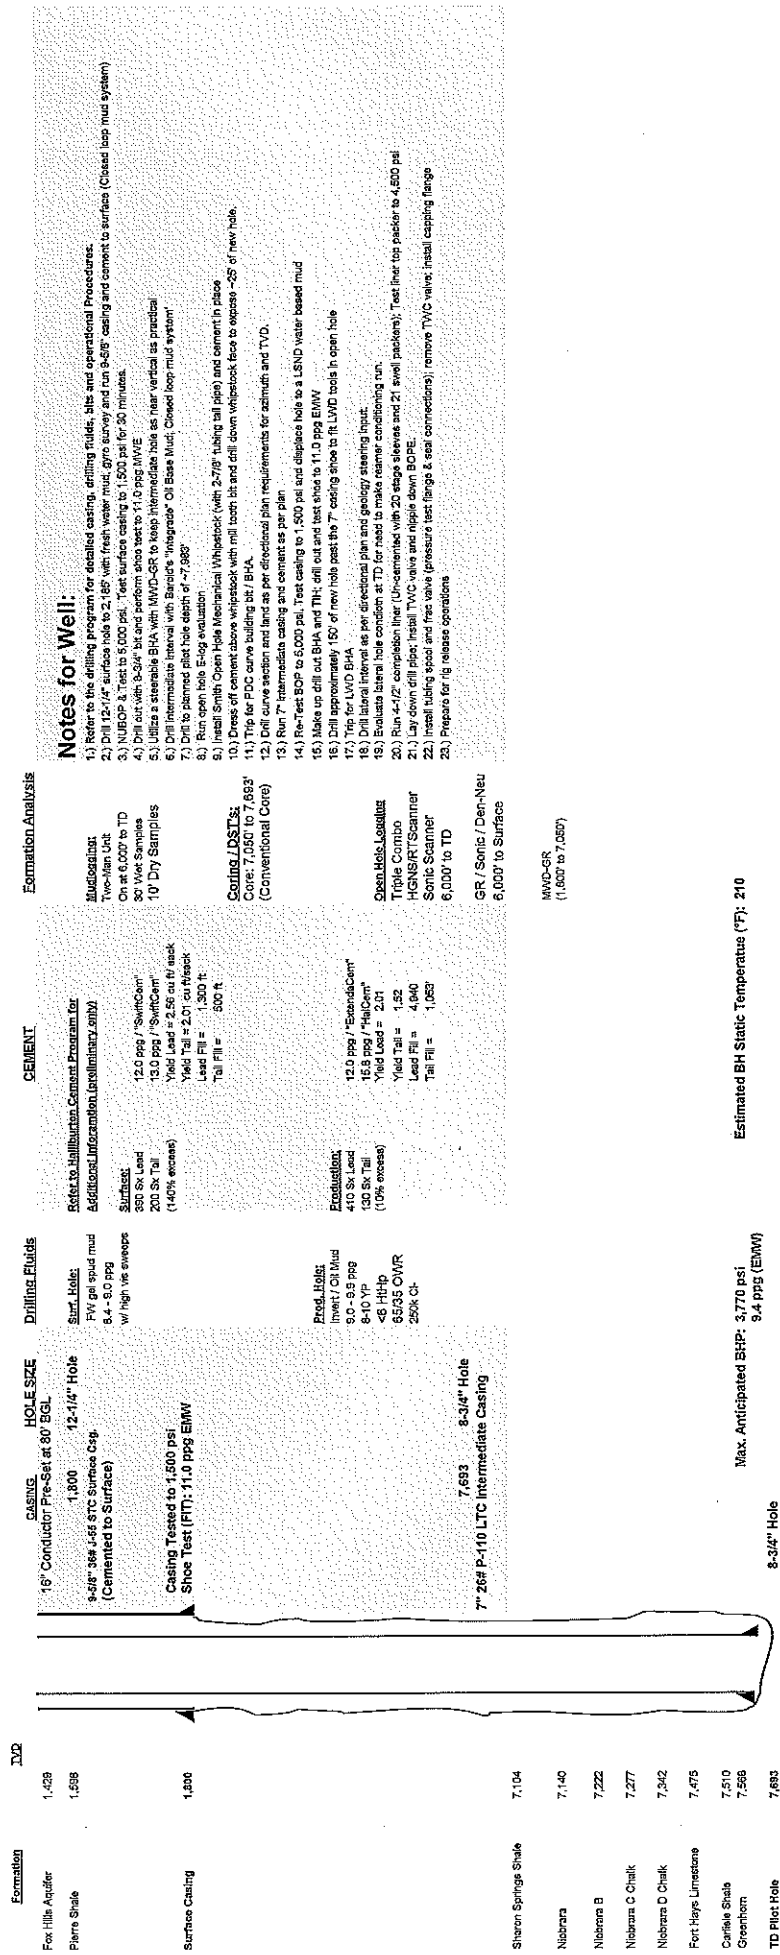 Formation TVD
Fox Hills Aquifer 1,429
Pierre Shale 1,598
Surface Casing 1,800
Sharon Springs Shale 7,104
Niobrara 7,140
Niobrara B 7,222
Niobrara C Chalk 7,277
Niobrara D Chalk 7,342
Fort Hays Limestone 7,475
Carlisle Shale 7,510
Greenhorn 7,566
TD Pilot Hole 7,693
CASING HOLE SIZE
16" Conductor Pre-Set at 80' BGL
1,800 12-1/4" Hole
9-5/8" 36# J-55 STC Surface Csg.
(Cemented to Surface)
Casing Tested to 1,500 psi
Shoe Test (FIT): 11.0 ppg EMW
7,693 8-3/4" Hole
7" 26# P-110 LTC Intermediate Casing
8-3/4" Hole
Drilling Fluids
Surf. Hole:
FW gel spud mud
8.4 - 9.0 ppg
w/ high vis sweeps
Prod. Hole:
Invert / Oil Mud
9.0 - 9.9 ppg
8-10 YP
<6 HtHp
65/35 OWR
250k Cl-
Max. Anticipated BHP: 3,770 psi
9.4 ppg (EMW)
CEMENT
Refer to Halliburton Cement Program for
Additional Inforamtion (preliminary only)
Surface:
390 Sx Lead 12.0 ppg / "SwiftCem"
200 Sx Tail 13.0 ppg / "SwiftCem"
(140% excess) Yield Lead = 2.56 cu ft/ sack
Yield Tail = 2.01 cu ft/sack
Lead Fill = 1,300 ft
Tail Fill = 500 ft
Production:
410 Sx Lead 12.0 ppg / "ExtendaCem"
130 Sx Tail 15.8 ppg / "HalCem"
(10% excess) Yield Lead = 2.01
Yield Tail = 1.52
Lead Fill = 4,940
Tail Fill = 1,053'
Estimated BH Static Temperatue (°F): 210
Formation Analysis
Mudlogging:
Two-Man Unit
On at 6,000' to TD
30' Wet Samples
10' Dry Samples
Coring / DST's:
Core: 7,050' to 7,693'
(Conventional Core)
Open Hole Logging
Triple Combo
HGNS/RTScanner
Sonic Scanner
6,000' to TD
GR / Sonic / Den-Neu
6,000' to Surface
MWD-GR
(1,600' to 7,050')
Notes for Well:
1.) Refer to the drilling program for detailed casing, drilling fluids, bits and operational Procedures.
2.) Drill 12-1/4" surface hole to 2,185' with fresh water mud, gyro survey and run 9-5/8" casing and cement to surface (Closed loop mud system)
3.) NUBOP & Test to 5,000 psi. Test surface casing to 1,500 psi for 30 minutes.
4.) Drill out with 8-3/4" bit and perform shoe test to 11.0 ppg MWE
5.) Utilize a steerable BHA with MWD-GR to keep intermediate hole as near vertical as practical
6.) Drill intermediate interval with Baroid's "Integrade" Oil Base Mud; Closed loop mud system'
7.) Drill to planned pilot hole depth of ~7,983'
8.) Run open hole E-log evaluation
9.) Install Smith Open Hole Mechanical Whipstock (with 2-7/8" tubing tail pipe) and cement in place
10.) Dress off cement above whipstock with mill tooth bit and drill down whipstock face to expose ~25' of new hole.
11.) Trip for PDC curve building bit / BHA
12.) Drill curve section and land as per directional plan requirements for azimuth and TVD.
13.) Run 7" intermediate casing and cement as per plan
14.) Re-Test BOP to 5,000 psi, Test casing to 1,500 psi and displace hole to a LSND water based mud
15.) Make up drill out BHA and TIH; drill out and test shoe to 11.0 ppg EMW
16.) Drill approximately 150' of new hole past the 7" casing shoe to fit LWD tools in open hole
17.) Trip for LWD BHA
18.) Drill lateral interval as per directional plan and geology steering input.
19.) Evaluate lateral hole condition at TD for need to make reamer conditioning run.
20.) Run 4-1/2" completion liner (Un-cemented with 20 stage sleeves and 21 swell packers); Test liner top packer to 4,500 psi
21.) Lay down drill pipe; Install TWC valve and nipple down BOPE.
22.) Install tubing spool and frac valve (pressure test flange & seal connections); remove TWC valve; install capping flange
23.) Prepare for rig release operations